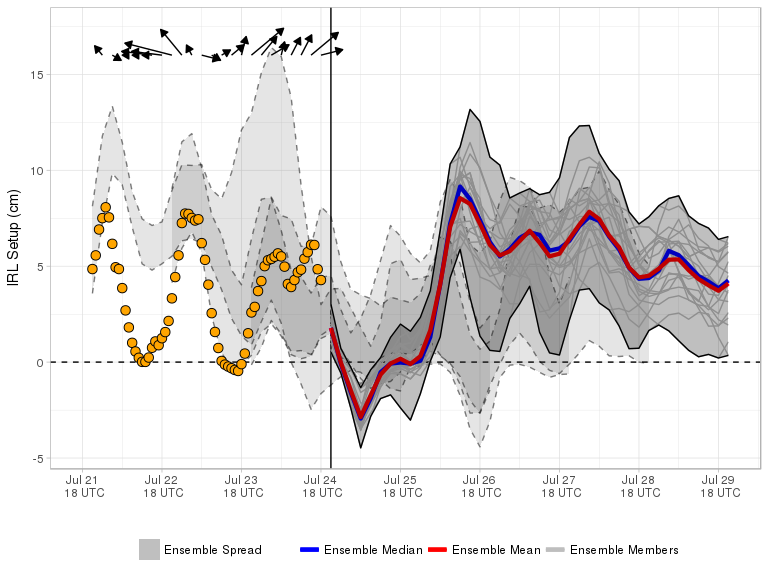 IRL Setup (cm)
15
10
5
0
-5
Jul 21 Jul 22 Jul 23 Jul 24 Jul 25 Jul 26 Jul 27 Jul 28 Jul 29
18 UTC 18 UTC 18 UTC 18 UTC 18 UTC 18 UTC 18 UTC 18 UTC 18 UTC
Ensemble Spread Ensemble Median Ensemble Mean Ensemble Members